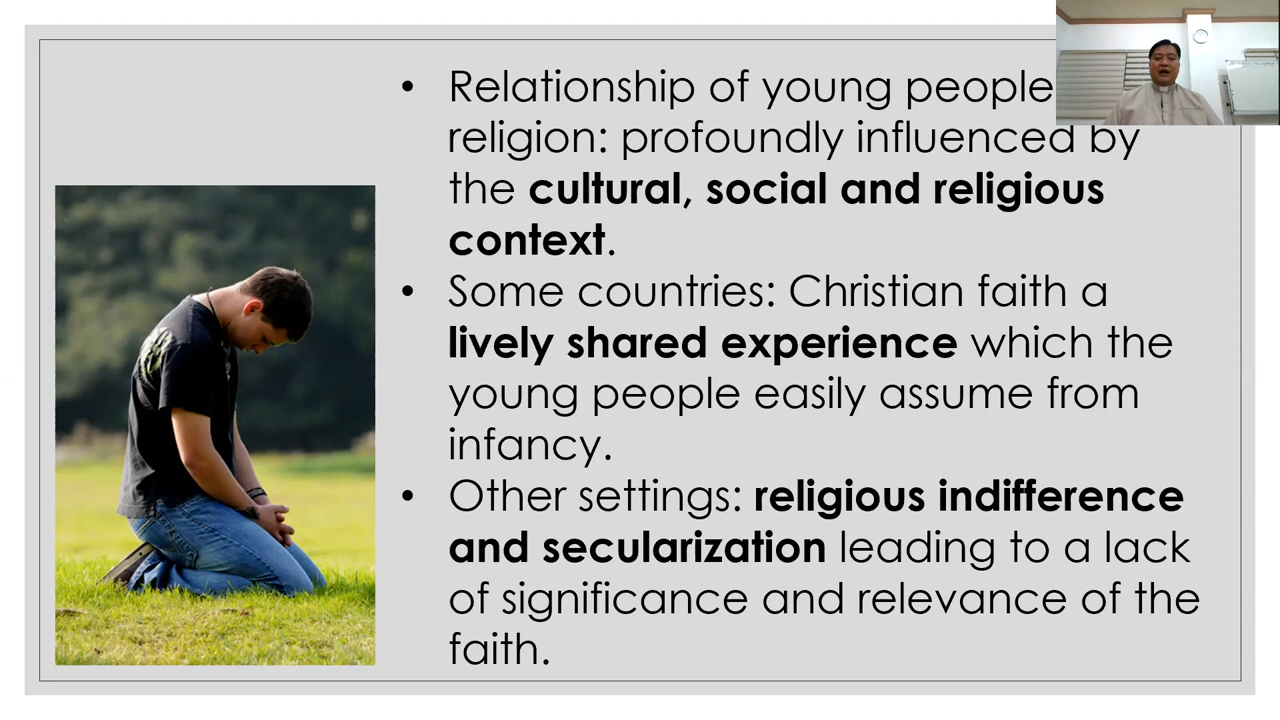 • Relationship of young people
religion: profoundly influenced by
the cultural, social and religious
context.
• Some countries: Christian faith a
lively shared experience which the
young people easily assume from
infancy.
• Other settings: religious indifference
and secularization leading to a lack
of significance and relevance of the
faith.